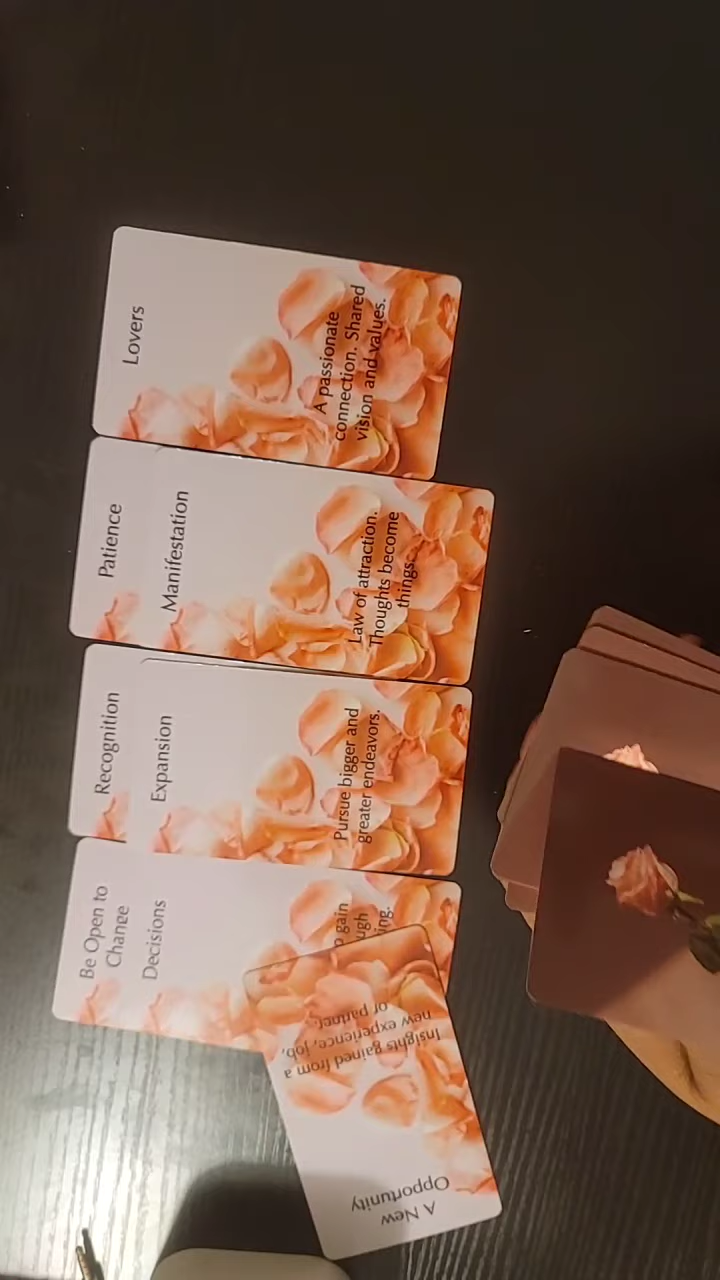 Lovers
A passionate
connection. Shared
vision and values.
Patience
Manifestation
Law of attraction.
Thoughts become
things.
Recognition
Expansion
Pursue bigger and
greater endeavors.
Be Open to
Change
Decisions
gain
A New
Opportunity
Insights gained from a
new experience, job,
or partner.